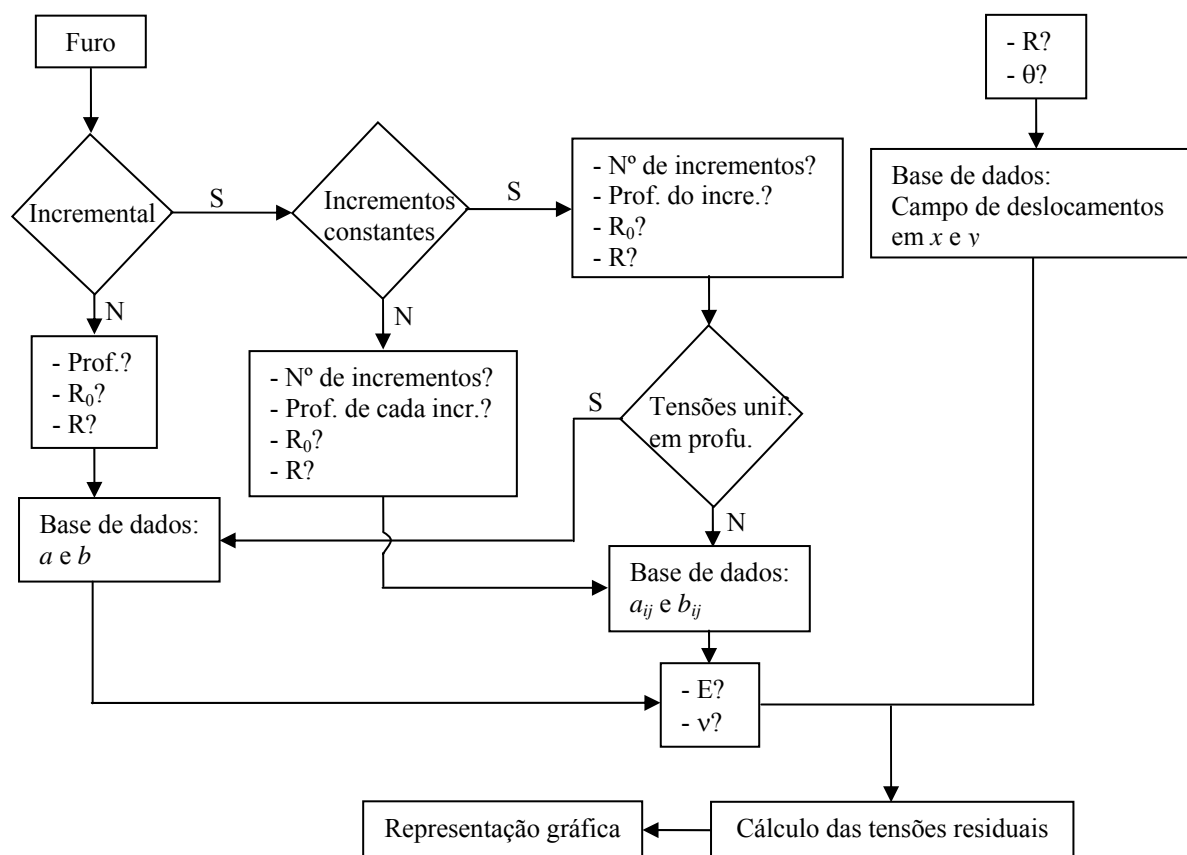 Furo
- R?
- θ?
Incremental
S
Incrementos
constantes
S
- Nº de incrementos?
- Prof. do incre.?
- R₀?
- R?
Base de dados:
Campo de deslocamentos
em x e y
N
N
- Prof.?
- R₀?
- R?
- Nº de incrementos?
- Prof. de cada incr.?
- R₀?
- R?
S
Tensões unif.
em profu.
N
Base de dados:
a e b
Base de dados:
aᵢⱼ e bᵢⱼ
- E?
- ν?
Representação gráfica
Cálculo das tensões residuais